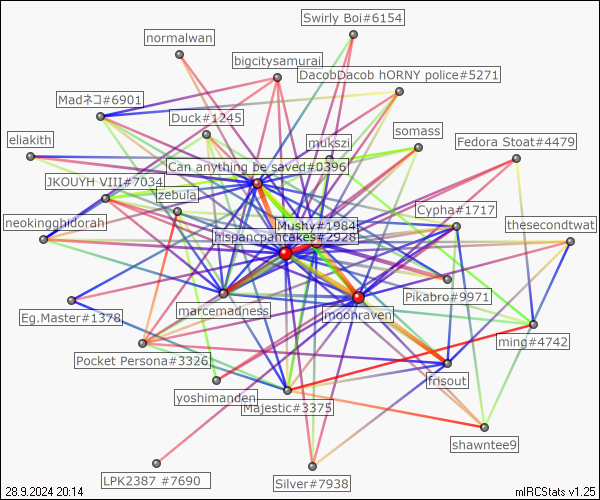 Swirly Boi#6154
normalwan
bigcitysamurai
DacobDacob hORNY police#5271
Madネコ#6901
Duck#1245
somass
eliakith
mukszi
Fedora Stoat#4479
Can anything be saved#0396
JKOUYH VIII#7034
zebula
Cypha#1717
neokingghidorah
Mushy#1984
thesecondtwat
hispancpancakes#2928
Pikabro#9971
marcemadness
Eg.Master#1378
moonraven
ming#4742
Pocket Persona#3326
frisout
yoshimanden
Majestic#3375
shawntee9
LPK2387 #7690
Silver#7938
28.9.2024 20:14
mIRCStats v1.25